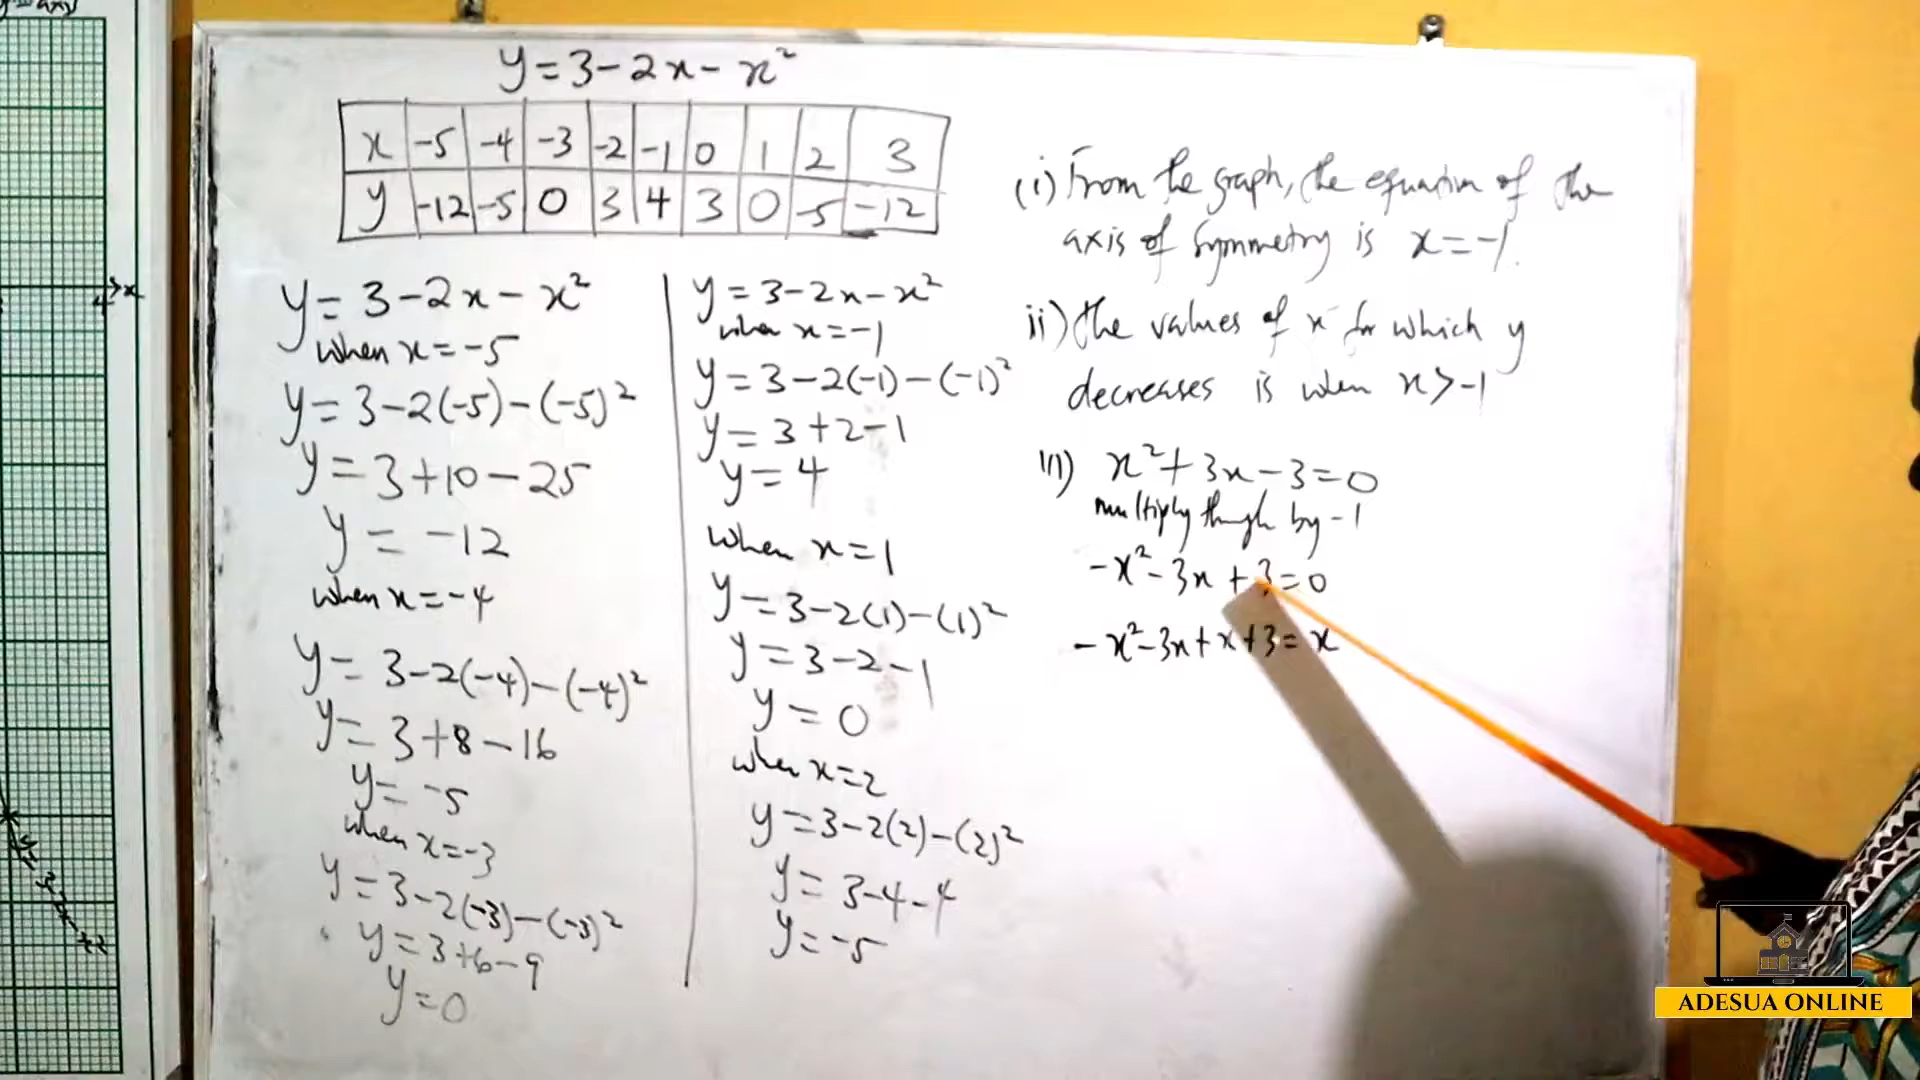 y=3-2x-x²
x -5 -4 -3 -2 -1 0 1 2 3
y -12 -5 0 3 4 3 0 -5 -12
y=3-2x-x²
when x=-5
y=3-2(-5)-(-5)²
y=3+10-25
y=-12
when x=-4
y=3-2(-4)-(-4)²
y=3+8-16
y=-5
when x=-3
y=3-2(-3)-(-3)²
y=3+6-9
y=0
y=3-2x-x²
when x=-1
y=3-2(-1)-(-1)²
y=3+2-1
y=4
when x=1
y=3-2(1)-(1)²
y=3-2-1
y=0
when x=2
y=3-2(2)-(2)²
y=3-4-4
y=-5
(i) From the graph, the equation of the
axis of Symmetry is x=-1.
ii) the values of x for which y
decreases is when x>-1
iii) x²+3x-3=0
multiply though by -1
-x²-3x+3=0
-x²-3x+x+3=x
4 x
ADESUA ONLINE